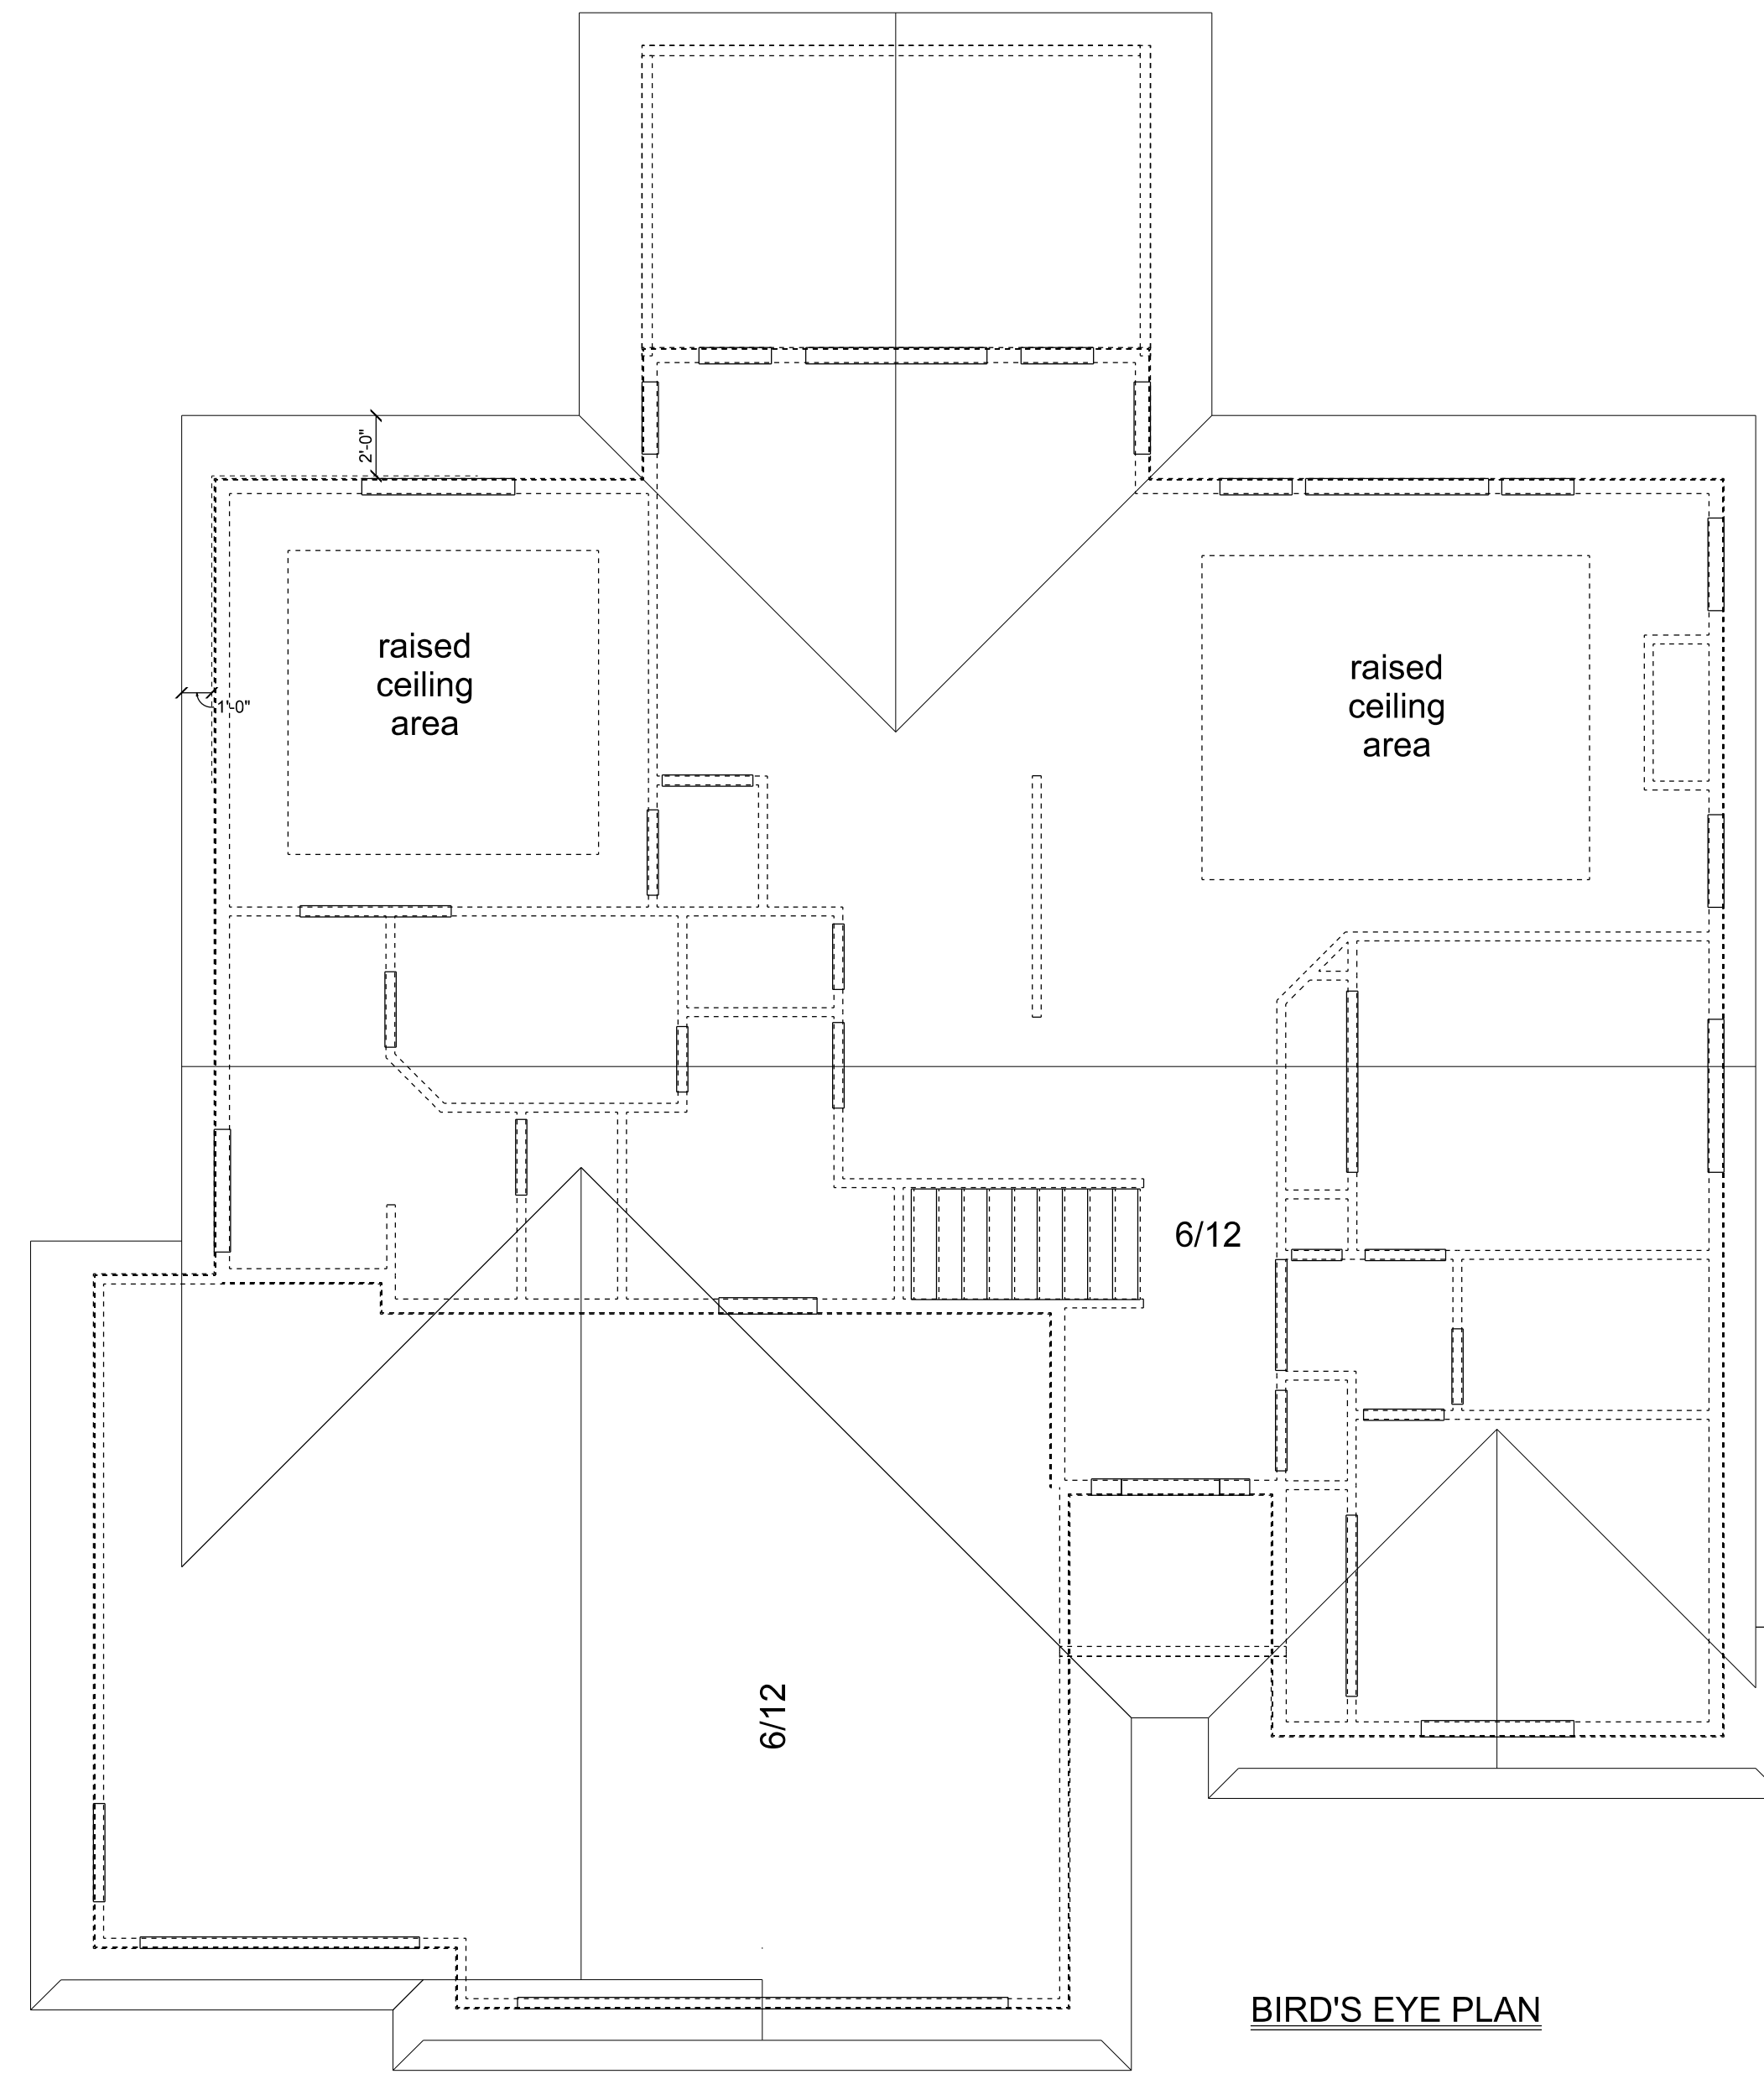 2'-0"
raised
ceiling
area
raised
ceiling
area
1'-0"
6/12
6/12
BIRD'S EYE PLAN